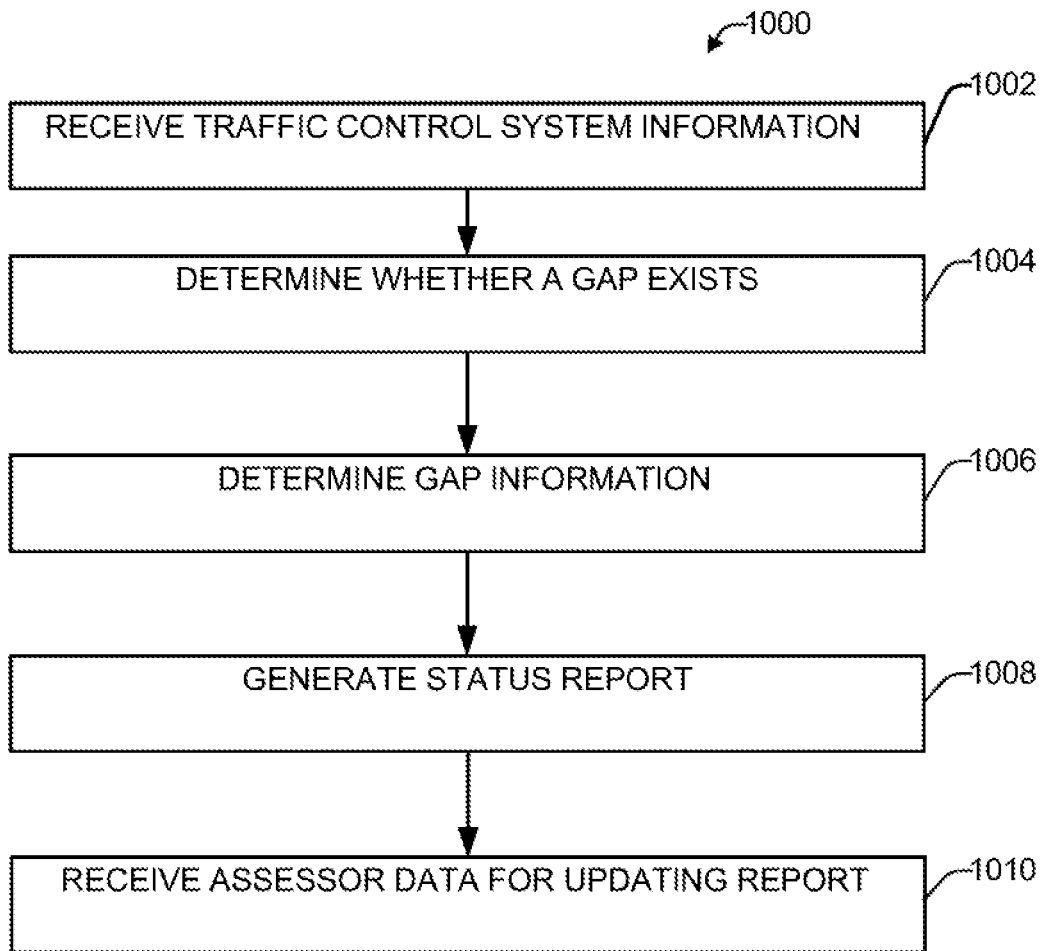 1000
1002
RECEIVE TRAFFIC CONTROL SYSTEM INFORMATION
1004
DETERMINE WHETHER A GAP EXISTS
1006
DETERMINE GAP INFORMATION
1008
GENERATE STATUS REPORT
1010
RECEIVE ASSESSOR DATA FOR UPDATING REPORT